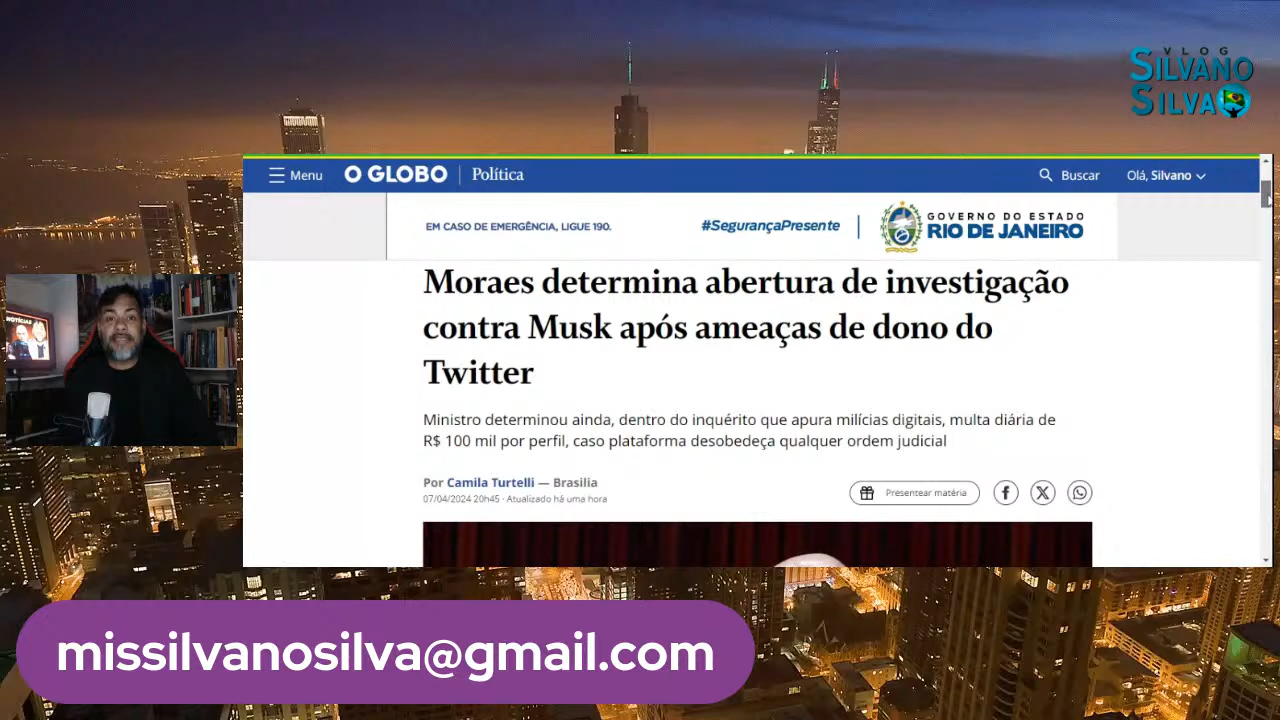 VLOG
SILVANO
SILVA
Menu
O GLOBO
Política
Buscar
Olá, Silvano
EM CASO DE EMERGÊNCIA, LIGUE 190.
#SegurançaPresente
GOVERNO DO ESTADO
RIO DE JANEIRO
Moraes determina abertura de investigação
contra Musk após ameaças de dono do
Twitter
Ministro determinou ainda, dentro do inquérito que apura milícias digitais, multa diária de
R$ 100 mil por perfil, caso plataforma desobedeça qualquer ordem judicial
Por Camila Turtelli — Brasilia
07/04/2024 20h45 · Atualizado há uma hora
Presentear matéria
NOTÍCIAS
missilvanosilva@gmail.com